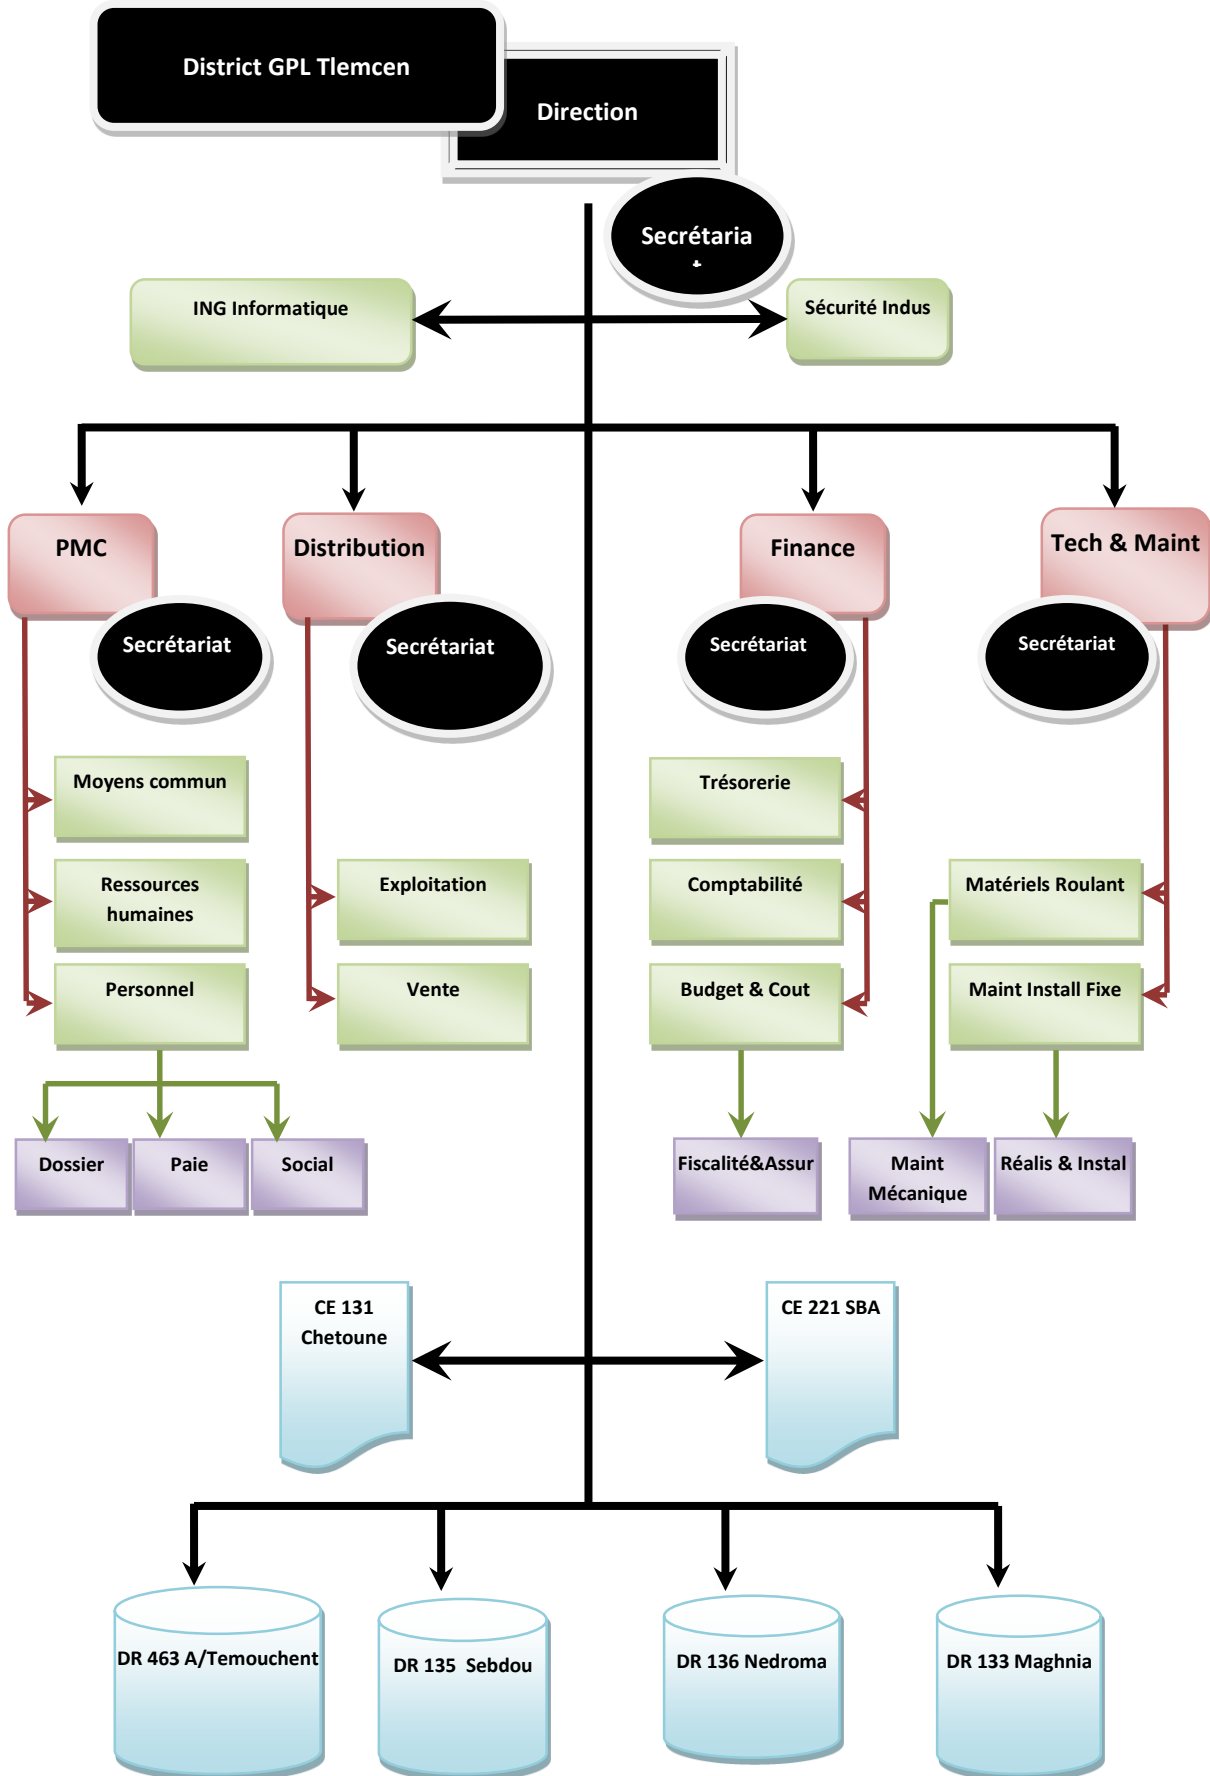 District GPL Tlemcen
Direction
Secrétaria
ING Informatique
Sécurité Indus
PMC
Distribution
Finance
Tech & Maint
Secrétariat
Secrétariat
Secrétariat
Secrétariat
Moyens commun
Trésorerie
Ressources
humaines
Exploitation
Comptabilité
Matériels Roulant
Personnel
Vente
Budget & Cout
Maint Install Fixe
Dossier
Paie
Social
Fiscalité&Assur
Maint
Mécanique
Réalis & Instal
CE 131
Chetoune
CE 221 SBA
DR 463 A/Temouchent
DR 135  Sebdou
DR 136 Nedroma
DR 133 Maghnia